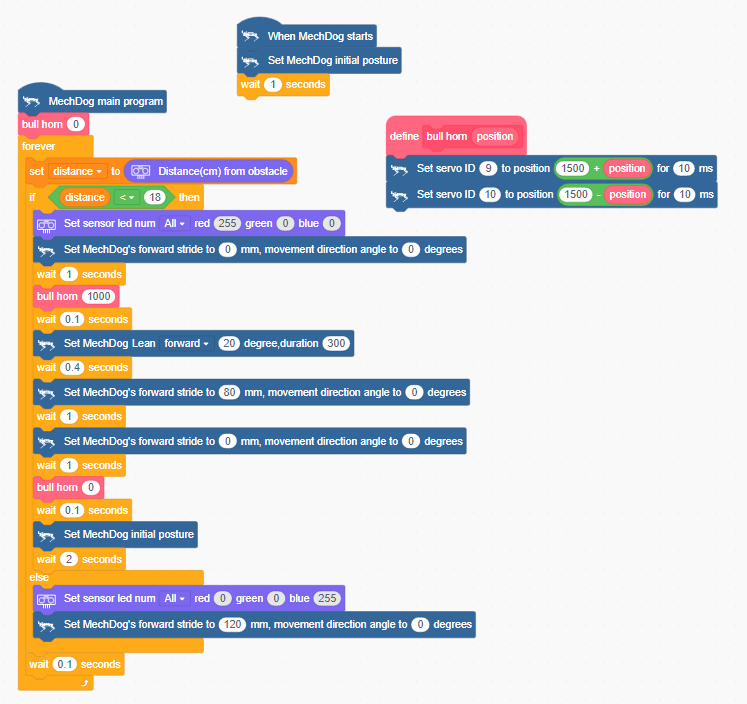 When MechDog starts
Set MechDog initial posture
wait 1 seconds
MechDog main program
bull horn 0
forever
set distance to Distance(cm) from obstacle
if distance < 18 then
Set sensor led num All red 255 green 0 blue 0
Set MechDog's forward stride to 0 mm, movement direction angle to 0 degrees
wait 1 seconds
bull horn 1000
wait 0.1 seconds
Set MechDog Lean forward 20 degree,duration 300
wait 0.4 seconds
Set MechDog's forward stride to 80 mm, movement direction angle to 0 degrees
wait 1 seconds
Set MechDog's forward stride to 0 mm, movement direction angle to 0 degrees
wait 1 seconds
bull horn 0
wait 0.1 seconds
Set MechDog initial posture
wait 2 seconds
else
Set sensor led num All red 0 green 0 blue 255
Set MechDog's forward stride to 120 mm, movement direction angle to 0 degrees
wait 0.1 seconds
define bull horn position
Set servo ID 9 to position 1500 + position for 10 ms
Set servo ID 10 to position 1500 - position for 10 ms